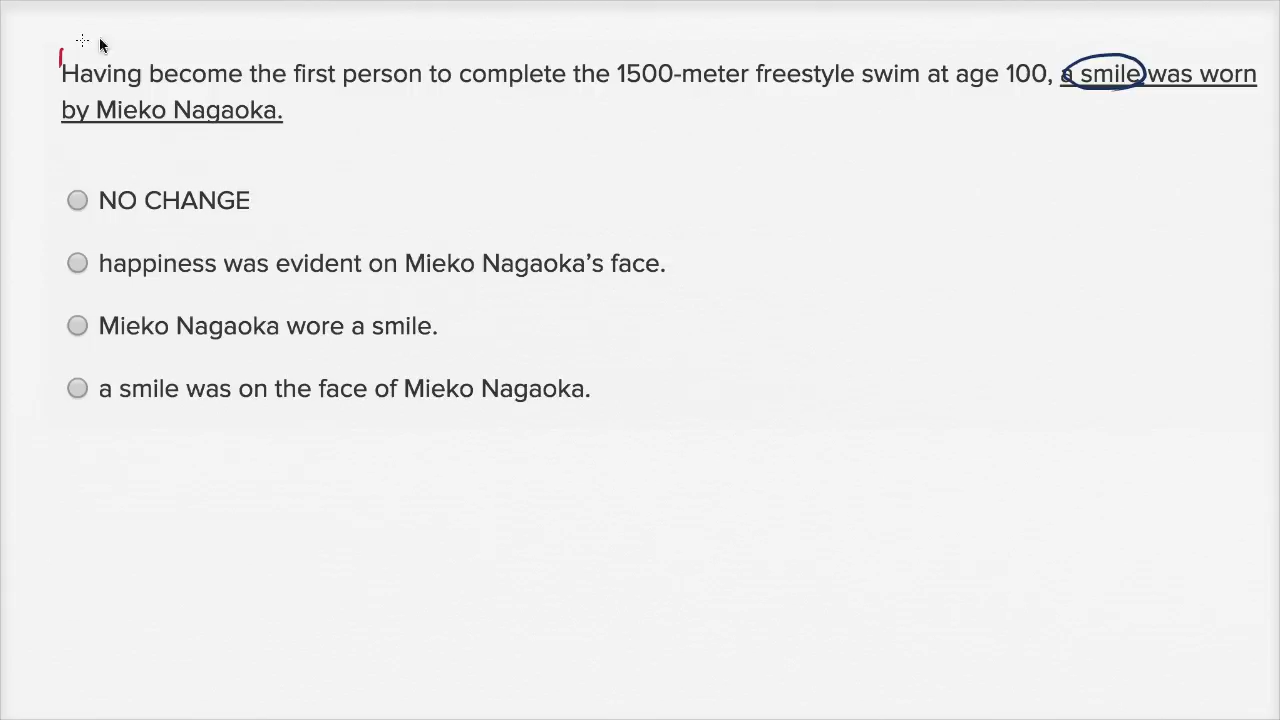 Having become the first person to complete the 1500-meter freestyle swim at age 100, a smile was worn
by Mieko Nagaoka.
NO CHANGE
happiness was evident on Mieko Nagaoka’s face.
Mieko Nagaoka wore a smile.
a smile was on the face of Mieko Nagaoka.